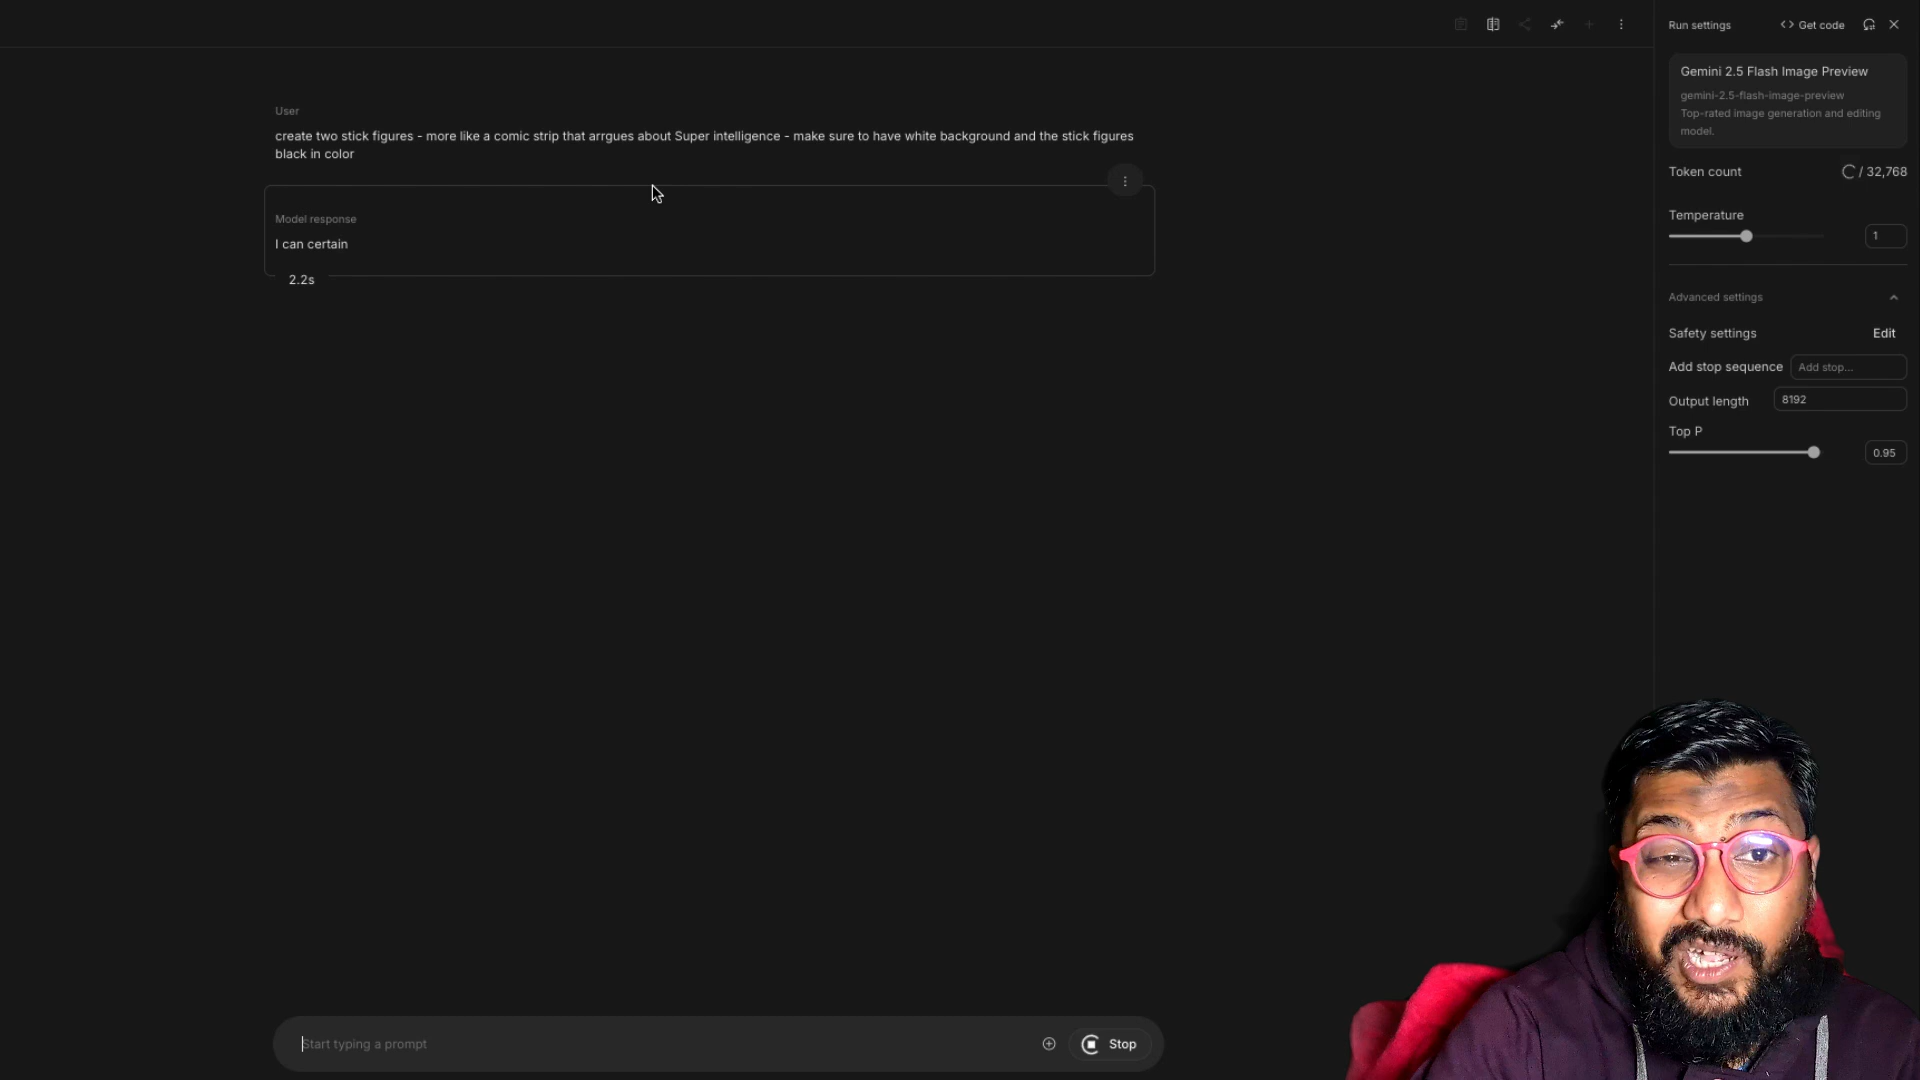 Run settings
Get code
Gemini 2.5 Flash Image Preview
gemini-2.5-flash-image-preview
Top-rated image generation and editing
model.
User
create two stick figures - more like a comic strip that arrgues about Super intelligence - make sure to have white background and the stick figures
black in color
Token count
/ 32,768
Model response
I can certain
2.2s
Temperature
1
Advanced settings
Safety settings
Edit
Add stop sequence
Add stop...
Output length
8192
Top P
0.95
Start typing a prompt
Stop